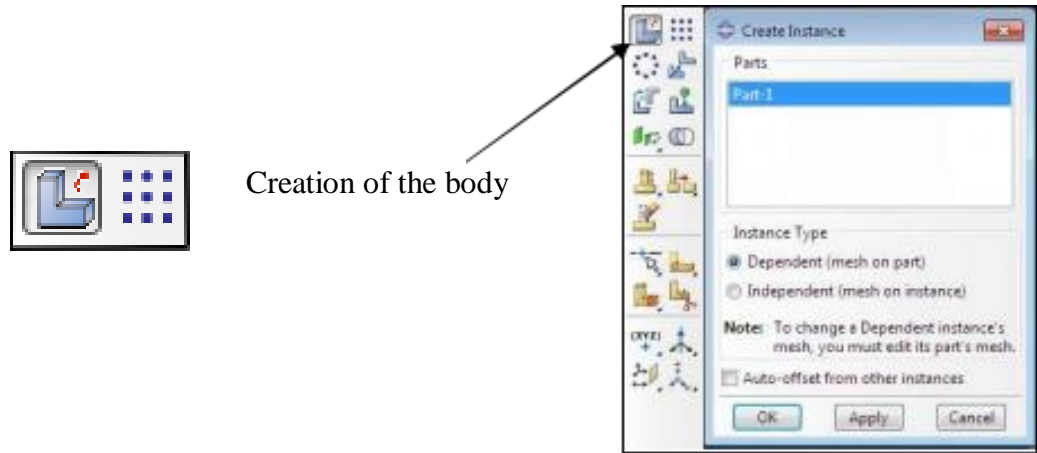 Creation of the body
Create Instance
Parts
Part-1
Instance Type
Dependent (mesh on part)
Independent (mesh on instance)
Note: To change a Dependent instance's
mesh, you must edit its part's mesh.
Auto-offset from other instances
OK Apply Cancel